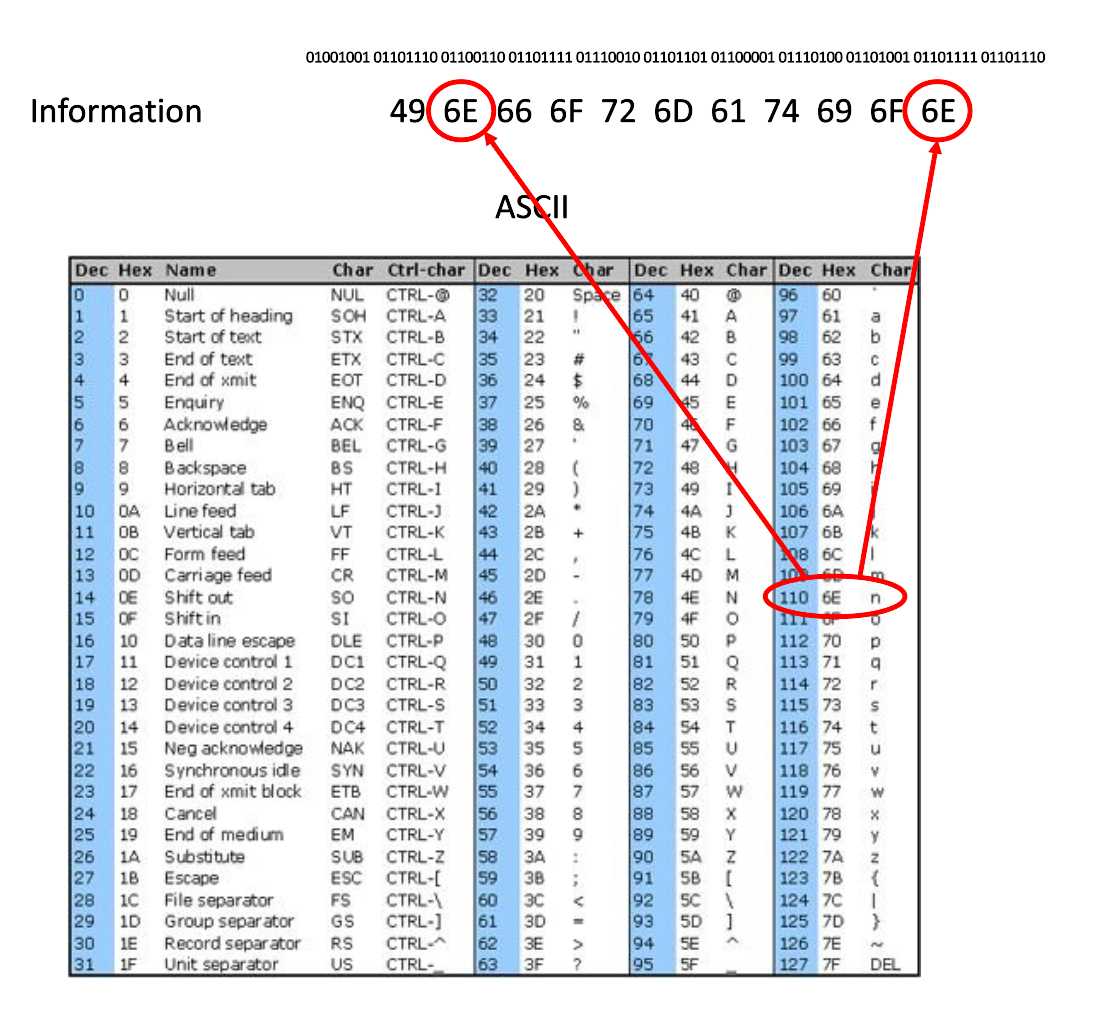 01001001 01101110 01100110 01101111 01110010 01101101 01100001 01110100 01101001 01101111 01101110
Information 49 6E 66 6F 72 6D 61 74 69 6F 6E
ASCII
Dec Hex Name Char Ctrl-char Dec Hex Char Dec Hex Char Dec Hex Char
0 0 Null NUL CTRL-@ 32 20 Space 64 40 @ 96 60 `
1 1 Start of heading SOH CTRL-A 33 21 ! 65 41 A 97 61 a
2 2 Start of text STX CTRL-B 34 22 " 66 42 B 98 62 b
3 3 End of text ETX CTRL-C 35 23 # 67 43 C 99 63 c
4 4 End of xmit EOT CTRL-D 36 24 $ 68 44 D 100 64 d
5 5 Enquiry ENQ CTRL-E 37 25 % 69 45 E 101 65 e
6 6 Acknowledge ACK CTRL-F 38 26 & 70 46 F 102 66 f
7 7 Bell BEL CTRL-G 39 27 ' 71 47 G 103 67 g
8 8 Backspace BS CTRL-H 40 28 ( 72 48 H 104 68 h
9 9 Horizontal tab HT CTRL-I 41 29 ) 73 49 I 105 69 i
10 0A Line feed LF CTRL-J 42 2A * 74 4A J 106 6A j
11 0B Vertical tab VT CTRL-K 43 2B + 75 4B K 107 6B k
12 0C Form feed FF CTRL-L 44 2C , 76 4C L 108 6C l
13 0D Carriage feed CR CTRL-M 45 2D - 77 4D M 109 6D m
14 0E Shift out SO CTRL-N 46 2E . 78 4E N 110 6E n
15 0F Shift in SI CTRL-O 47 2F / 79 4F O 111 6F o
16 10 Data line escape DLE CTRL-P 48 30 0 80 50 P 112 70 p
17 11 Device control 1 DC1 CTRL-Q 49 31 1 81 51 Q 113 71 q
18 12 Device control 2 DC2 CTRL-R 50 32 2 82 52 R 114 72 r
19 13 Device control 3 DC3 CTRL-S 51 33 3 83 53 S 115 73 s
20 14 Device control 4 DC4 CTRL-T 52 34 4 84 54 T 116 74 t
21 15 Neg acknowledge NAK CTRL-U 53 35 5 85 55 U 117 75 u
22 16 Synchronous idle SYN CTRL-V 54 36 6 86 56 V 118 76 v
23 17 End of xmit block ETB CTRL-W 55 37 7 87 57 W 119 77 w
24 18 Cancel CAN CTRL-X 56 38 8 88 58 X 120 78 x
25 19 End of medium EM CTRL-Y 57 39 9 89 59 Y 121 79 y
26 1A Substitute SUB CTRL-Z 58 3A : 90 5A Z 122 7A z
27 1B Escape ESC CTRL-[ 59 3B ; 91 5B [ 123 7B {
28 1C File separator FS CTRL-\ 60 3C < 92 5C \ 124 7C |
29 1D Group separator GS CTRL-] 61 3D = 93 5D ] 125 7D }
30 1E Record separator RS CTRL-^ 62 3E > 94 5E ^ 126 7E ~
31 1F Unit separator US CTRL-_ 63 3F ? 95 5F _ 127 7F DEL